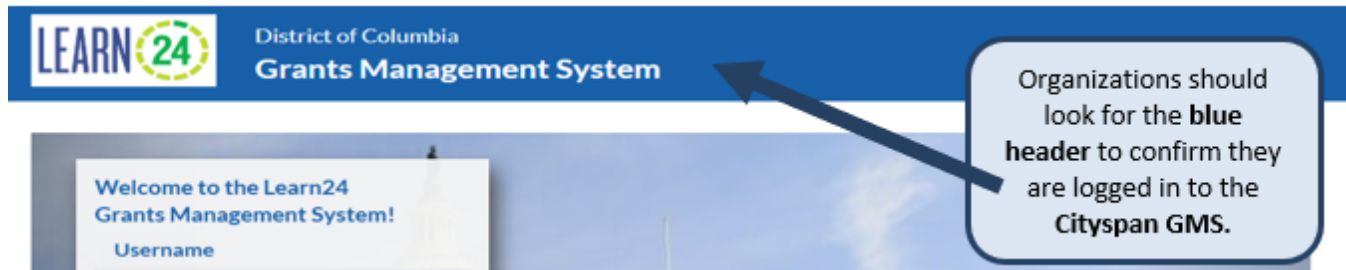 LEARN 24
District of Columbia
Grants Management System
Organizations should
look for the blue
header to confirm they
are logged in to the
Cityspan GMS.
Welcome to the Learn24
Grants Management System!
Username